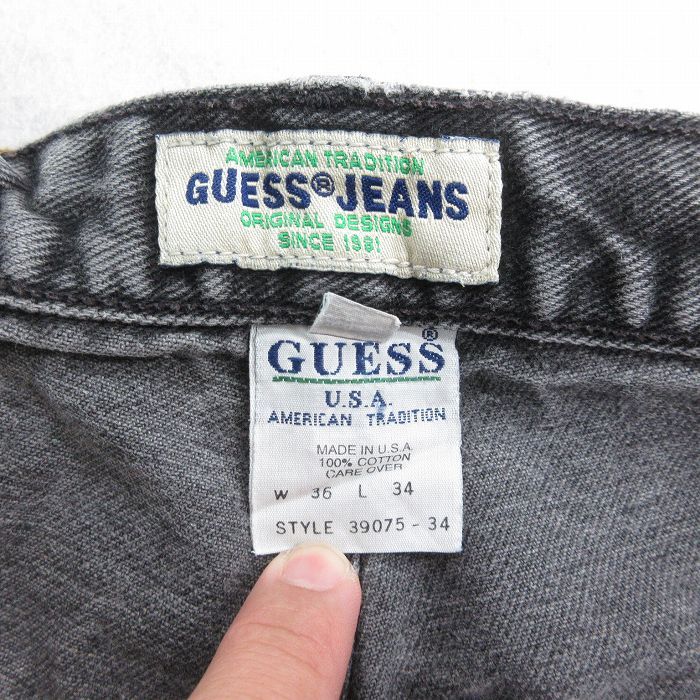 AMERICAN TRADITION
GUESS® JEANS
ORIGINAL DESIGNS
SINCE 1981
GUESS®
U.S.A.
AMERICAN TRADITION
MADE IN U.S.A
100% COTTON
CARE OVER
W 36 L 34
STYLE 39075-34